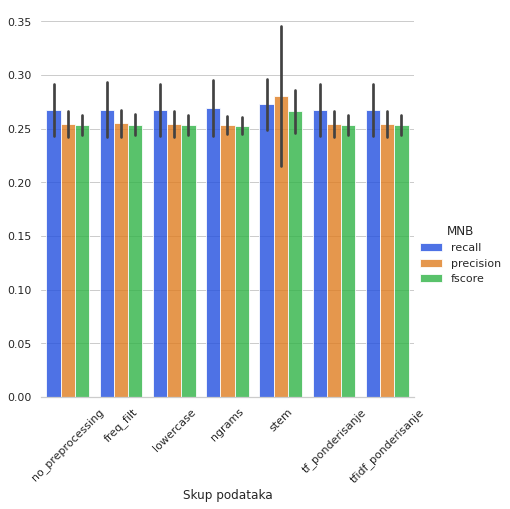 0.35
0.30
0.25
0.20
0.15
0.10
0.05
0.00
MNB
recall
precision
fscore
no_preprocessing
freq_filt
lowercase
ngrams
stem
tf_ponderisanje
tfidf_ponderisanje
Skup podataka